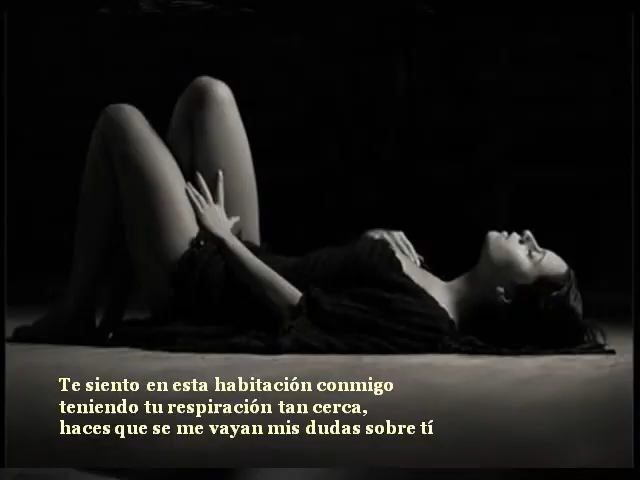 Te siento en esta habitación conmigo
teniendo tu respiración tan cerca,
haces que se me vayan mis dudas sobre tí